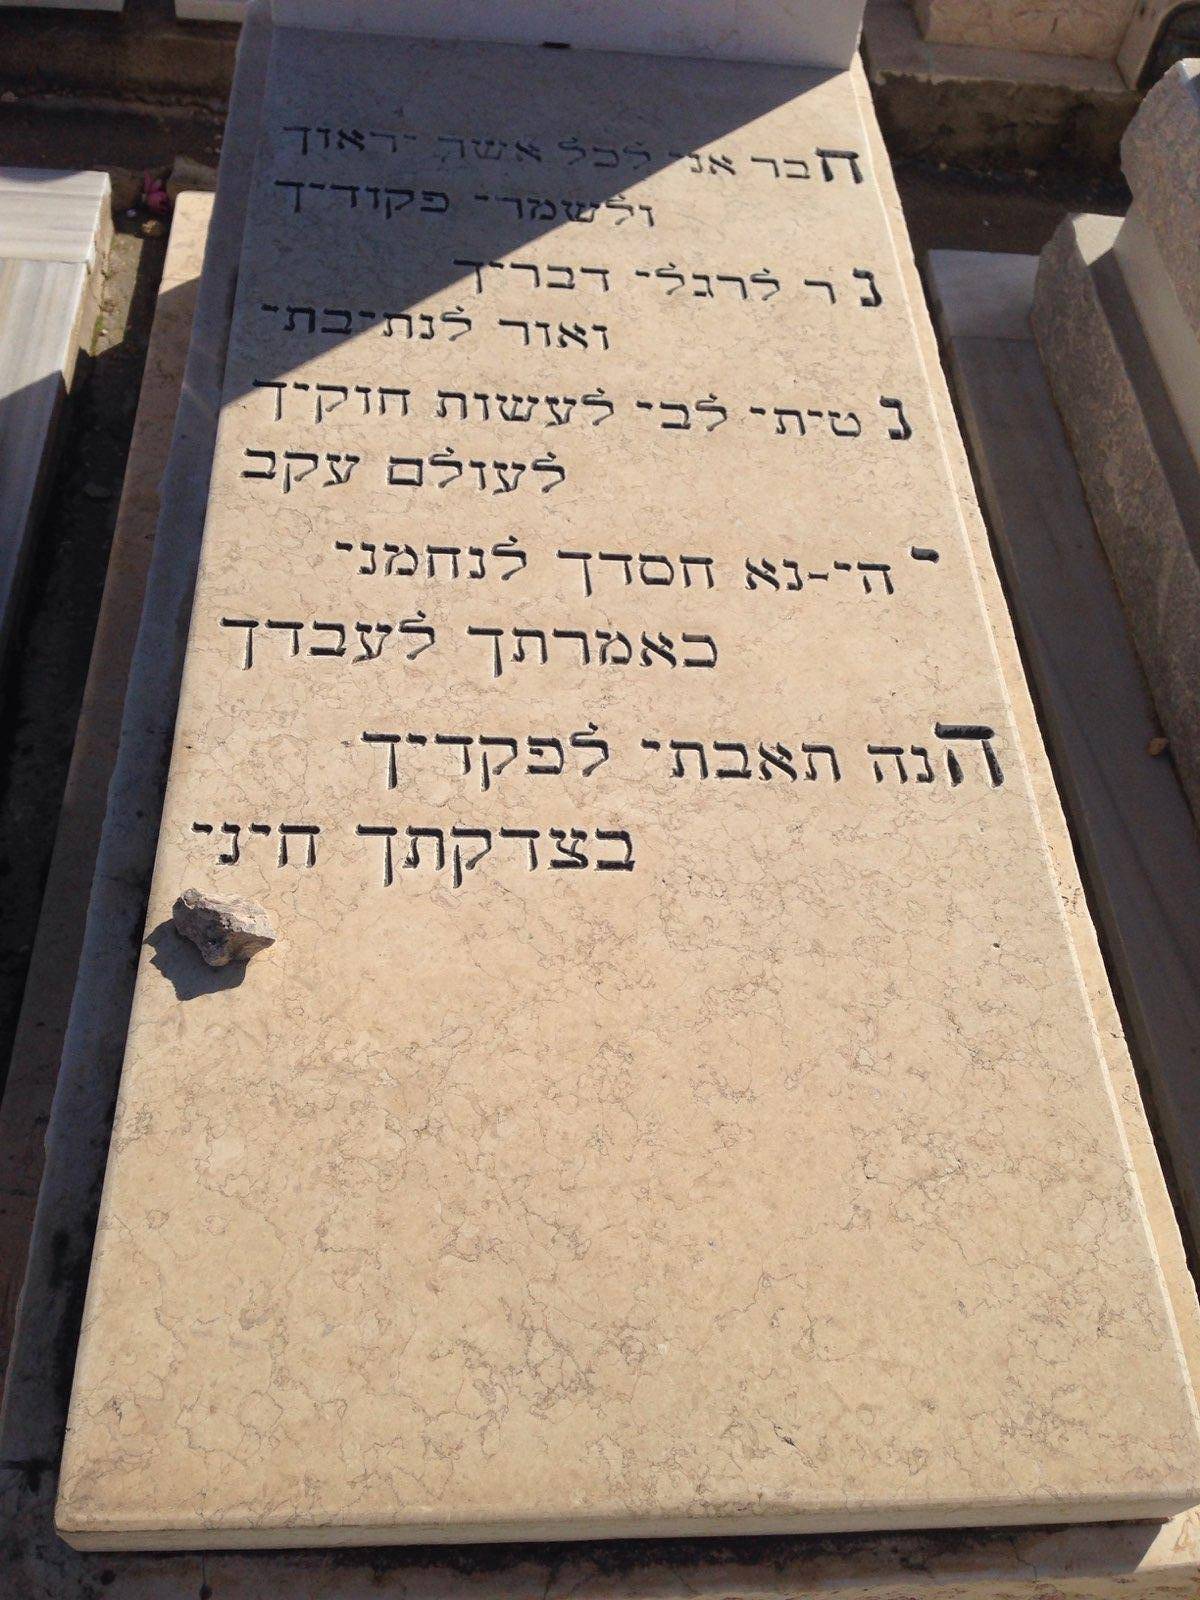 חבר אני לכל אשר יראוך
ולשמרי פקודיך
נר לרגלי דבריך
ואור לנתיבתי
נטיתי לבי לעשות חוקיך
לעולם עקב
יהי-נא חסדך לנחמני
כאמרתך לעבדך
הנה תאבתי לפקדיך
בצדקתך חיני